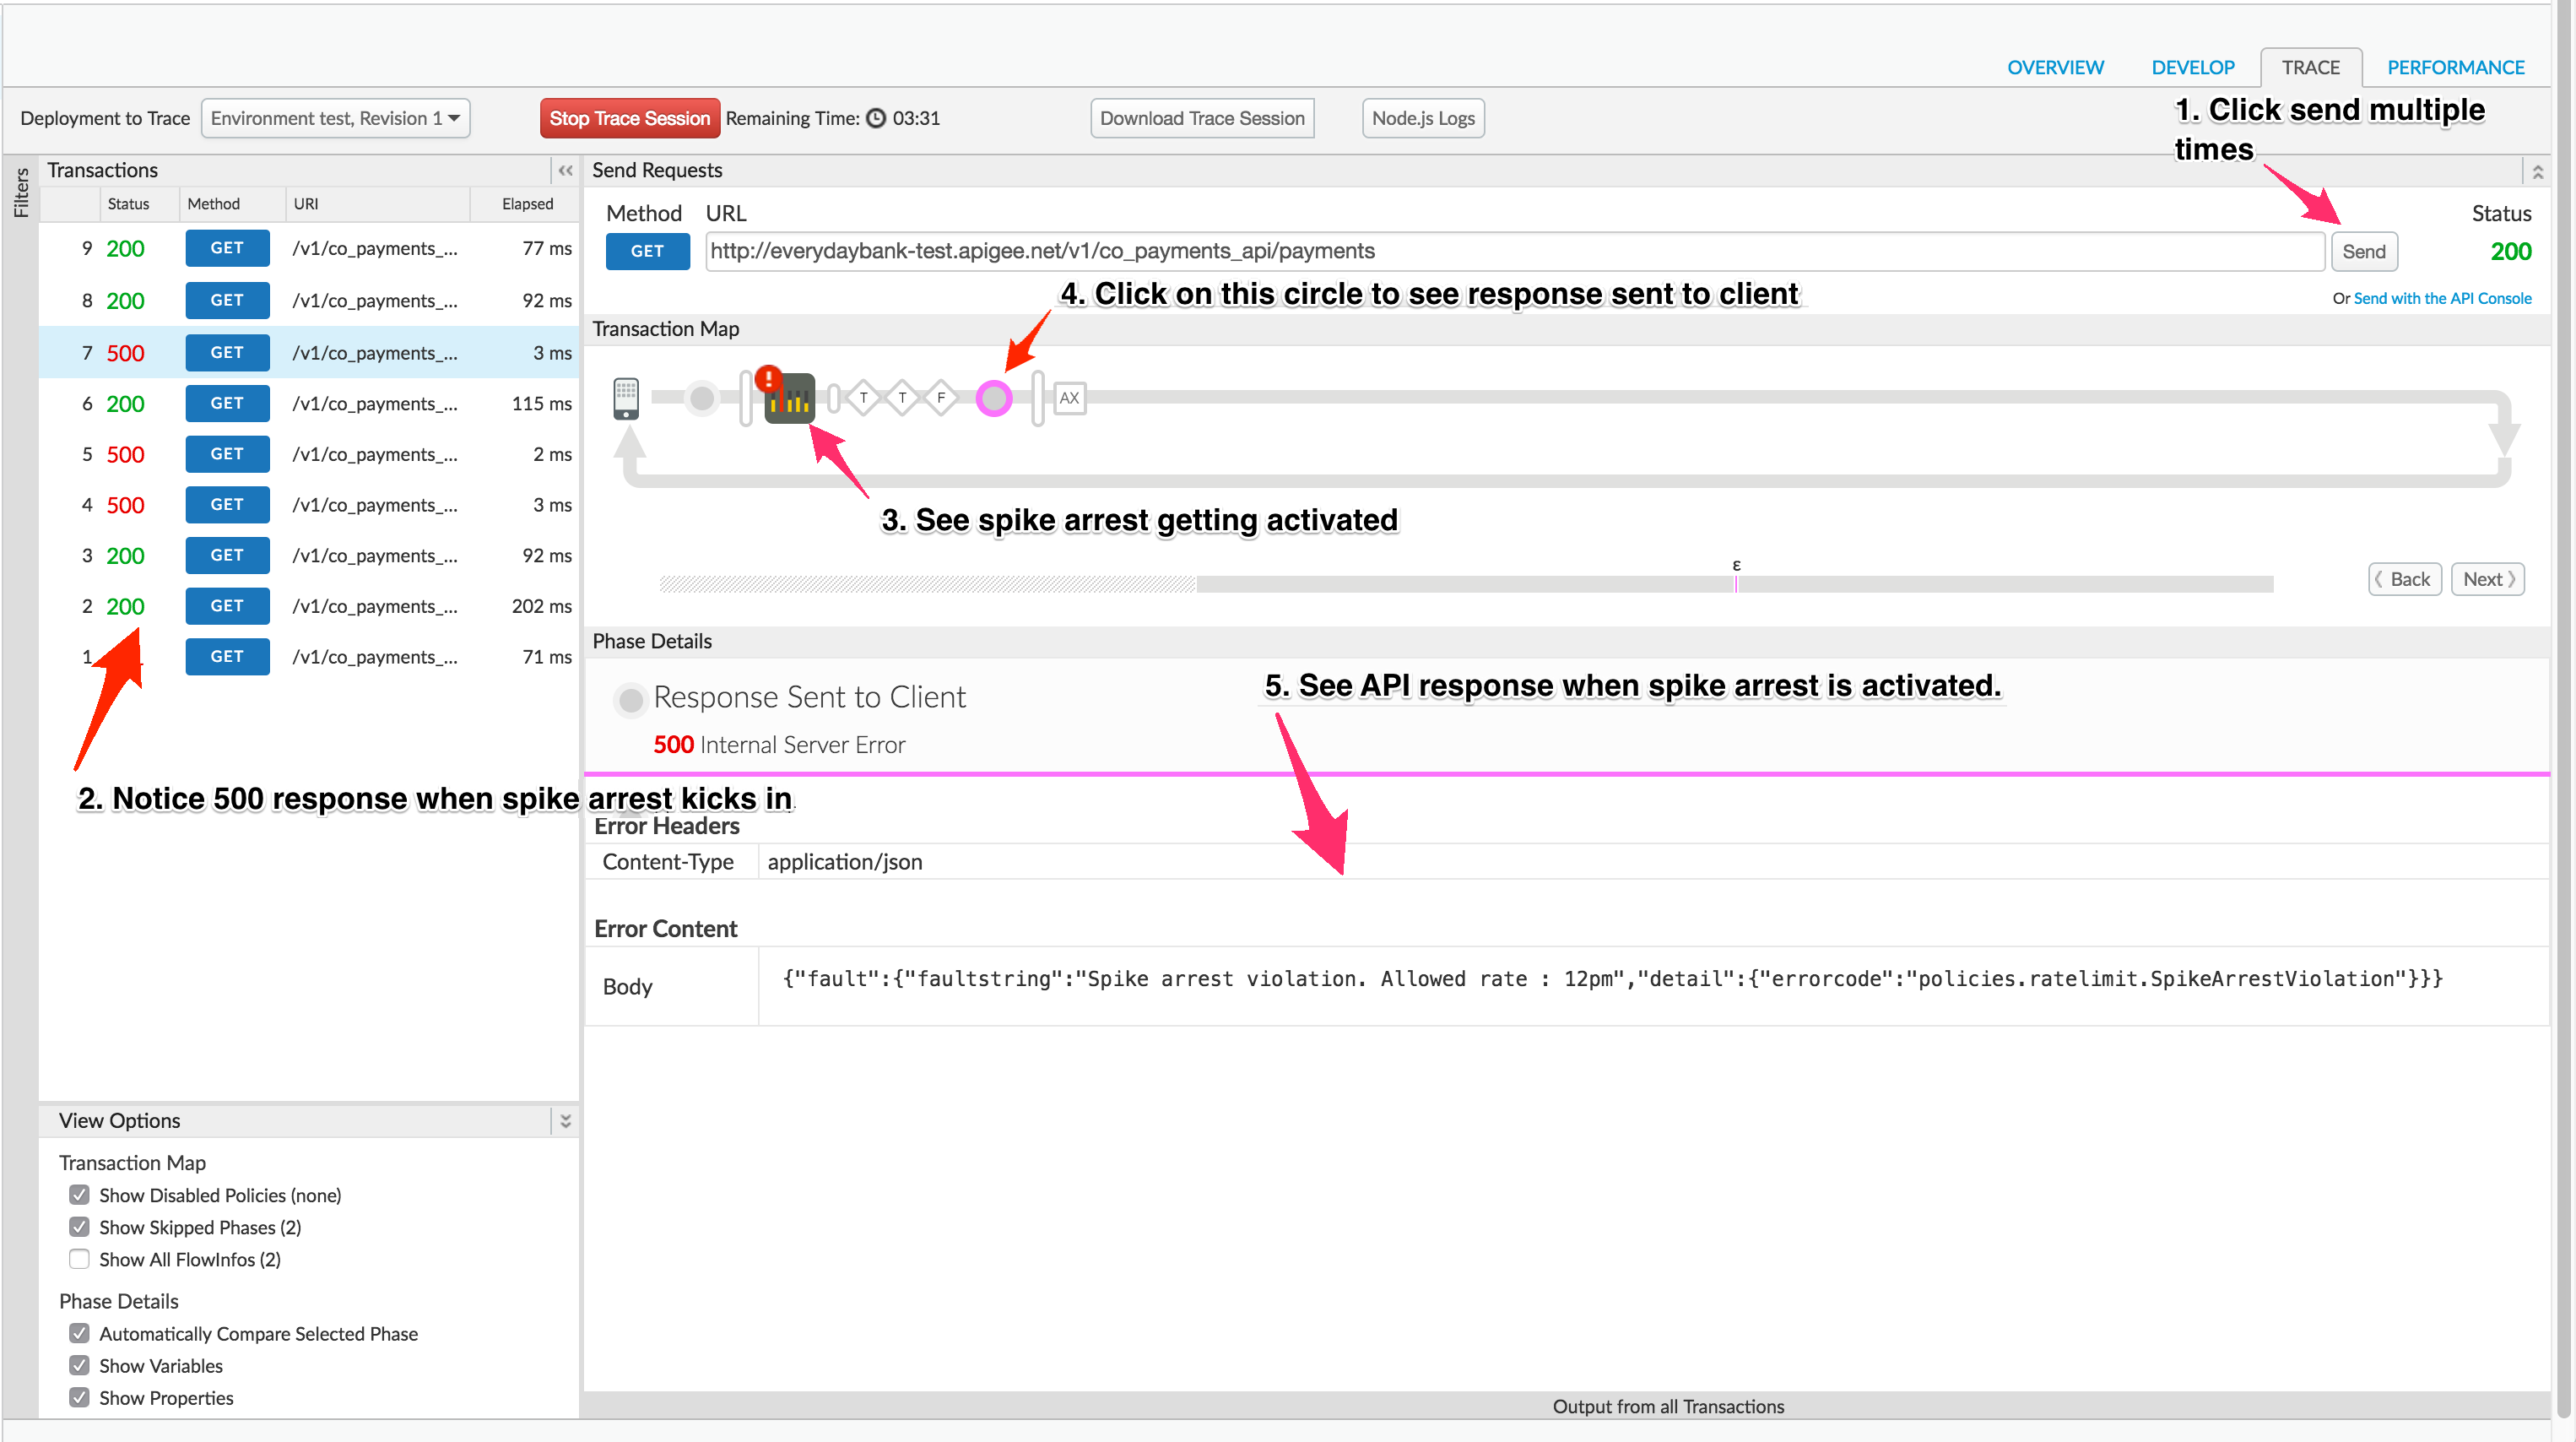 OVERVIEW DEVELOP TRACE PERFORMANCE
Deployment to Trace Environment test, Revision 1 Stop Trace Session Remaining Time: 03:31 Download Trace Session Node.js Logs
1. Click send multiple
times
Filters
Transactions
Status Method URI Elapsed
9 200 GET /v1/co_payments_... 77 ms
8 200 GET /v1/co_payments_... 92 ms
7 500 GET /v1/co_payments_... 3 ms
6 200 GET /v1/co_payments_... 115 ms
5 500 GET /v1/co_payments_... 2 ms
4 500 GET /v1/co_payments_... 3 ms
3 200 GET /v1/co_payments_... 92 ms
2 200 GET /v1/co_payments_... 202 ms
1 GET /v1/co_payments_... 71 ms
2. Notice 500 response when spike arrest kicks in
View Options
Transaction Map
Show Disabled Policies (none)
Show Skipped Phases (2)
Show All FlowInfos (2)
Phase Details
Automatically Compare Selected Phase
Show Variables
Show Properties
Send Requests
Method URL Status
GET http://everydaybank-test.apigee.net/v1/co_payments_api/payments Send 200
Or Send with the API Console
4. Click on this circle to see response sent to client
Transaction Map
T T F AX
3. See spike arrest getting activated
ε
Back Next
Phase Details
Response Sent to Client
500 Internal Server Error
5. See API response when spike arrest is activated.
Error Headers
Content-Type application/json
Error Content
Body {"fault":{"faultstring":"Spike arrest violation. Allowed rate : 12pm","detail":{"errorcode":"policies.ratelimit.SpikeArrestViolation"}}}
Output from all Transactions